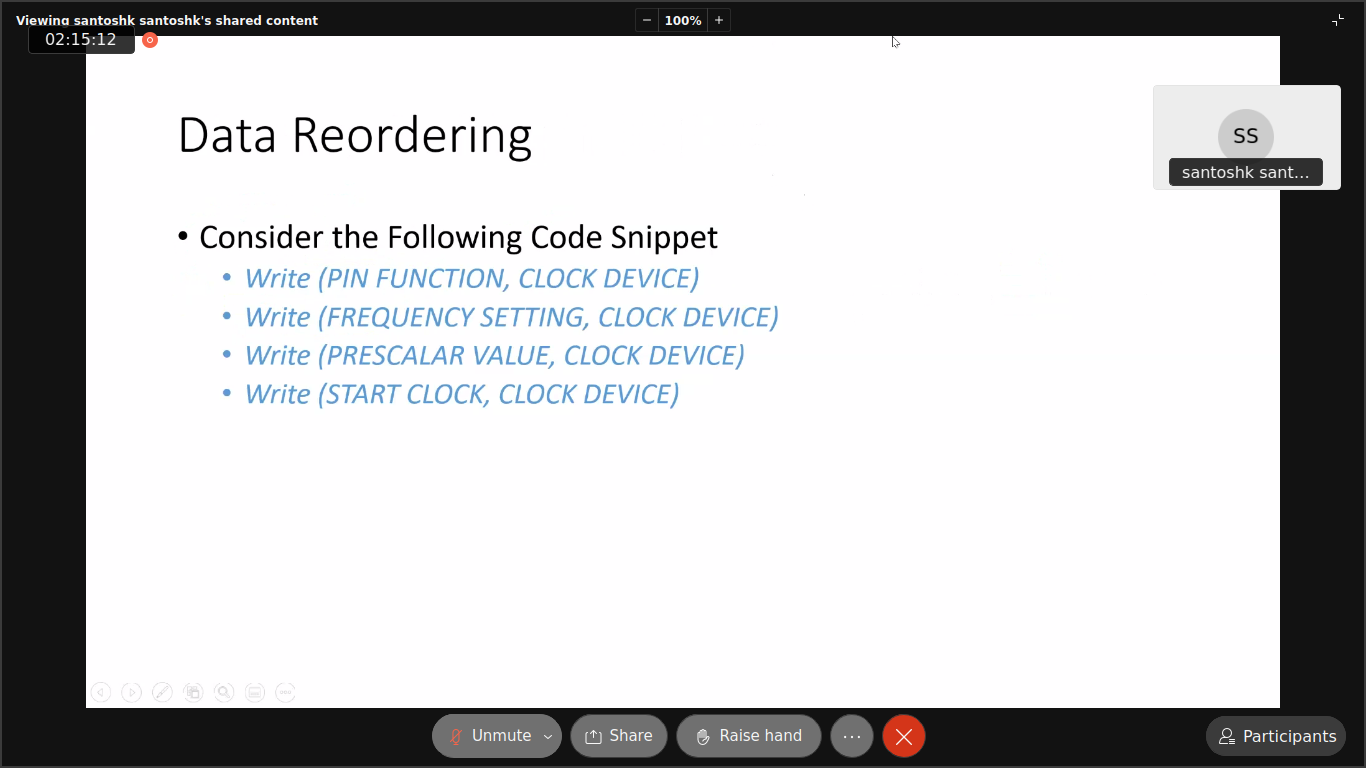 Viewing santoshk santoshk's shared content
− 100% +
02:15:12
SS
santoshk sant...
Data Reordering
• Consider the Following Code Snippet
• Write (PIN FUNCTION, CLOCK DEVICE)
• Write (FREQUENCY SETTING, CLOCK DEVICE)
• Write (PRESCALAR VALUE, CLOCK DEVICE)
• Write (START CLOCK, CLOCK DEVICE)
Unmute
Share
Raise hand
Participants